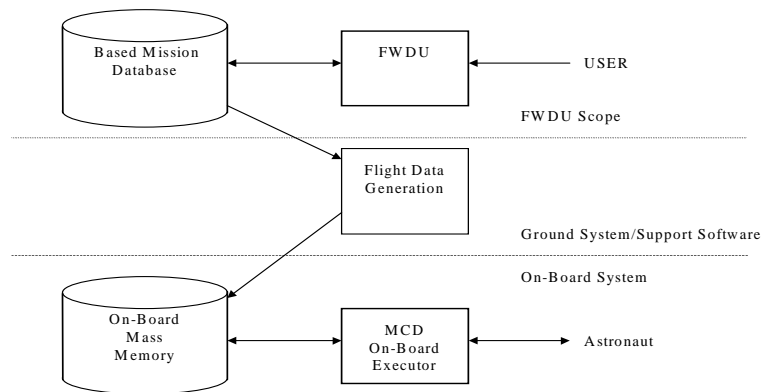 Based Mission
Database
FWDU
USER
FWDU Scope
Flight Data
Generation
Ground System/Support Software
On-Board System
On-Board
Mass
Memory
MCD
On-Board
Executor
Astronaut